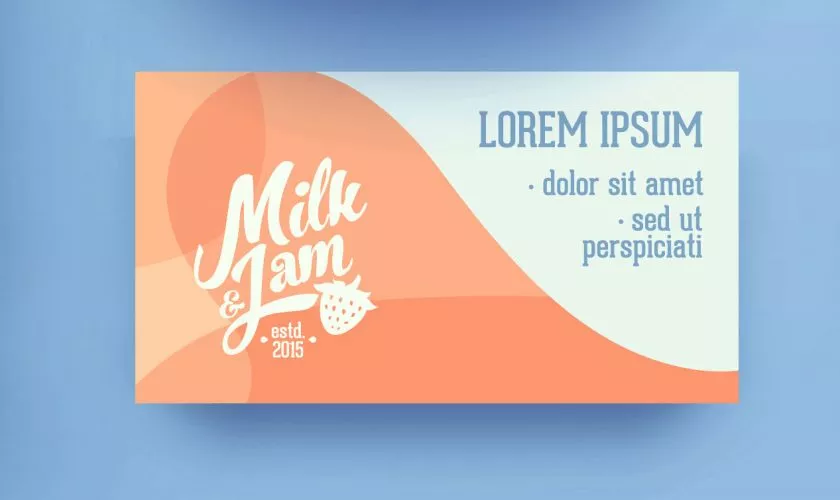 Milk
& Jam
estd.
2015
LOREM IPSUM
· dolor sit amet
· sed ut
perspiciati